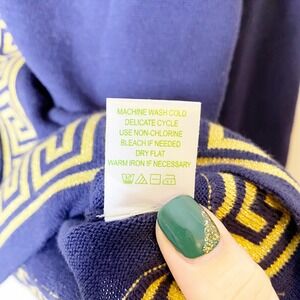 MACHINE WASH COLD
DELICATE CYCLE
USE NON-CHLORINE
BLEACH IF NEEDED
DRY FLAT
WARM IRON IF NECESSARY